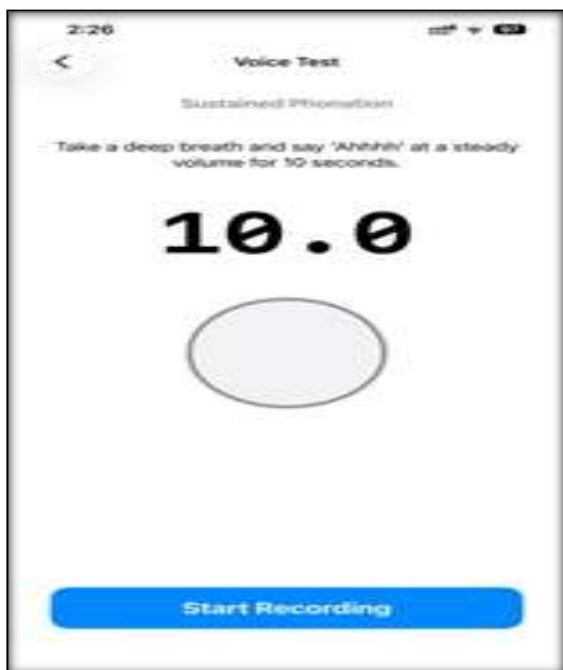 2:26
Voice Test
Sustained Phonation
Take a deep breath and say 'Ahhhh' at a steady
volume for 10 seconds.
10.0
Start Recording